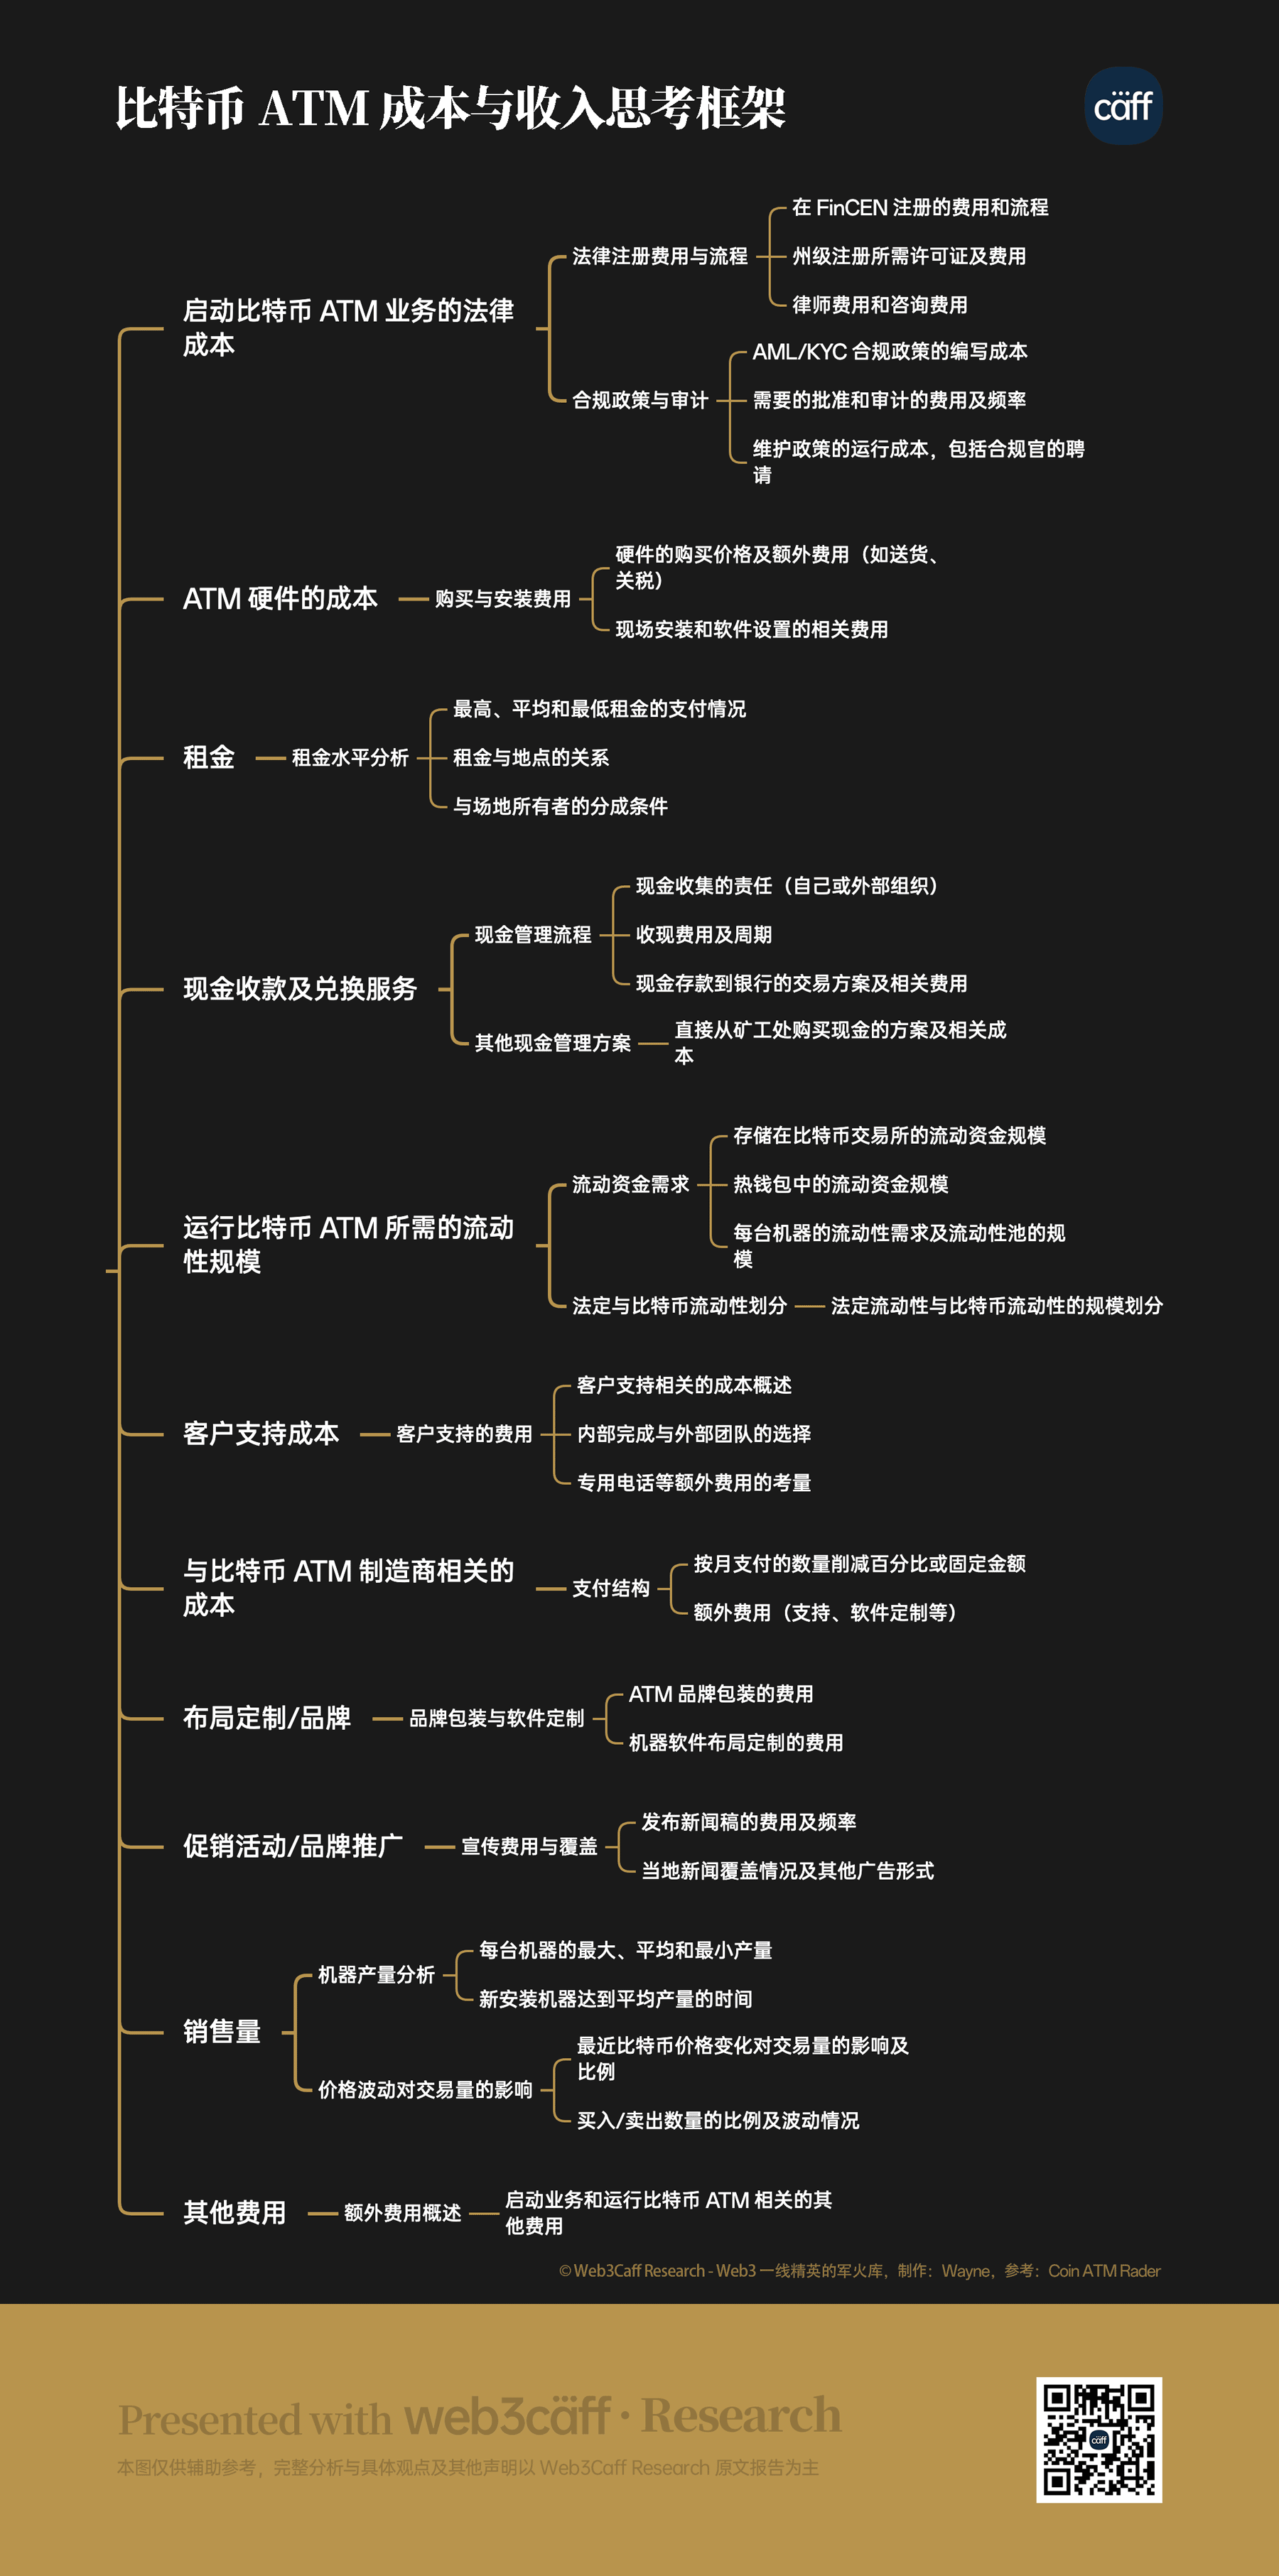 比特币 ATM 成本与收入思考框架
cäff
启动比特币 ATM 业务的法律
成本
法律注册费用与流程
在 FinCEN 注册的费用和流程
州级注册所需许可证及费用
律师费用和咨询费用
合规政策与审计
AML/KYC 合规政策的编写成本
需要的批准和审计的费用及频率
维护政策的运行成本，包括合规官的聘
请
ATM 硬件的成本
购买与安装费用
硬件的购买价格及额外费用（如送货、
关税）
现场安装和软件设置的相关费用
租金
租金水平分析
最高、平均和最低租金的支付情况
租金与地点的关系
与场地所有者的分成条件
现金收款及兑换服务
现金管理流程
现金收集的责任（自己或外部组织）
收现费用及周期
现金存款到银行的交易方案及相关费用
其他现金管理方案
直接从矿工处购买现金的方案及相关成
本
运行比特币 ATM 所需的流动
性规模
流动资金需求
存储在比特币交易所的流动资金规模
热钱包中的流动资金规模
每台机器的流动性需求及流动性池的规
模
法定与比特币流动性划分
法定流动性与比特币流动性的规模划分
客户支持成本
客户支持的费用
客户支持相关的成本概述
内部完成与外部团队的选择
专用电话等额外费用的考量
与比特币 ATM 制造商相关的
成本
支付结构
按月支付的数量削减百分比或固定金额
额外费用（支持、软件定制等）
布局定制/品牌
品牌包装与软件定制
ATM 品牌包装的费用
机器软件布局定制的费用
促销活动/品牌推广
宣传费用与覆盖
发布新闻稿的费用及频率
当地新闻覆盖情况及其他广告形式
销售量
机器产量分析
每台机器的最大、平均和最小产量
新安装机器达到平均产量的时间
价格波动对交易量的影响
最近比特币价格变化对交易量的影响及
比例
买入/卖出数量的比例及波动情况
其他费用
额外费用概述
启动业务和运行比特币 ATM 相关的其
他费用
© Web3Caff Research - Web3 一线精英的军火库，制作：Wayne，参考：Coin ATM Rader
Presented with web3cäff · Research
本图仅供辅助参考，完整分析与具体观点及其他声明以 Web3Caff Research 原文报告为主
cäff